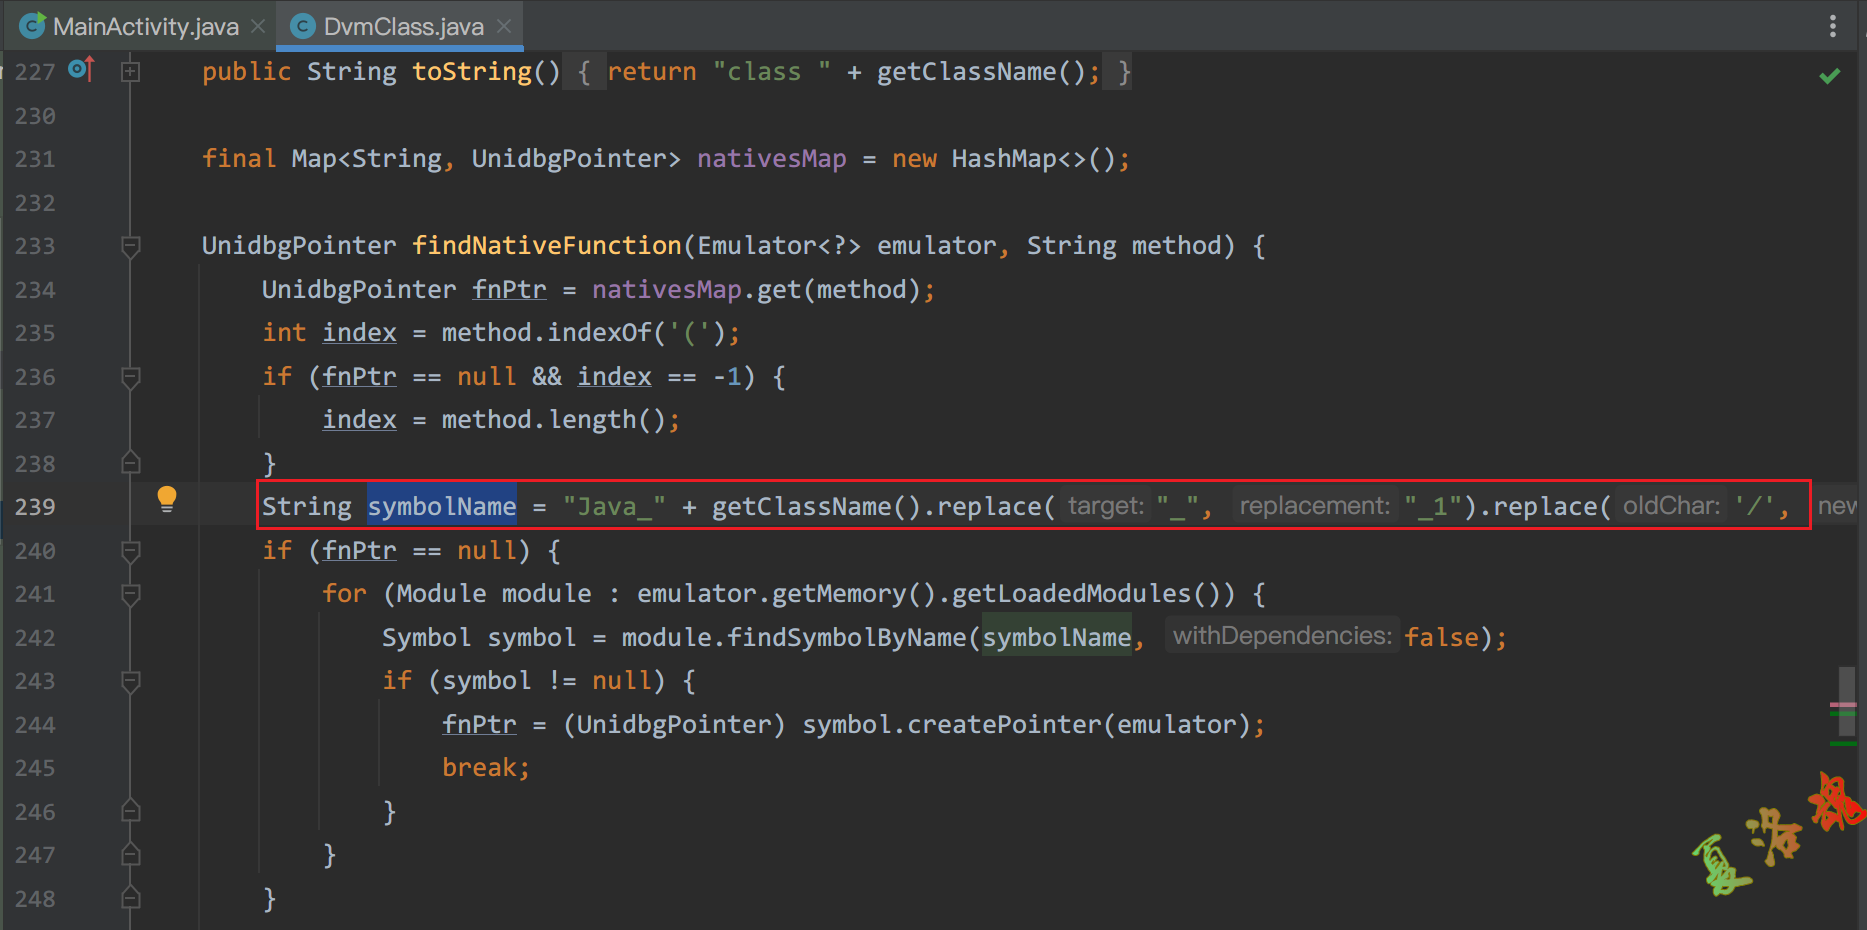 MainActivity.java DvmClass.java
227 public String toString() { return "class " + getClassName(); }
230
231 final Map<String, UnidbgPointer> nativesMap = new HashMap<>();
232
233 UnidbgPointer findNativeFunction(Emulator<?> emulator, String method) {
234 UnidbgPointer fnPtr = nativesMap.get(method);
235 int index = method.indexOf('(');
236 if (fnPtr == null && index == -1) {
237 index = method.length();
238 }
239 String symbolName = "Java_" + getClassName().replace( target: "_", replacement: "_1").replace( oldChar: '/', new
240 if (fnPtr == null) {
241 for (Module module : emulator.getMemory().getLoadedModules()) {
242 Symbol symbol = module.findSymbolByName(symbolName, withDependencies: false);
243 if (symbol != null) {
244 fnPtr = (UnidbgPointer) symbol.createPointer(emulator);
245 break;
246 }
247 }
248 }
夏洛魂